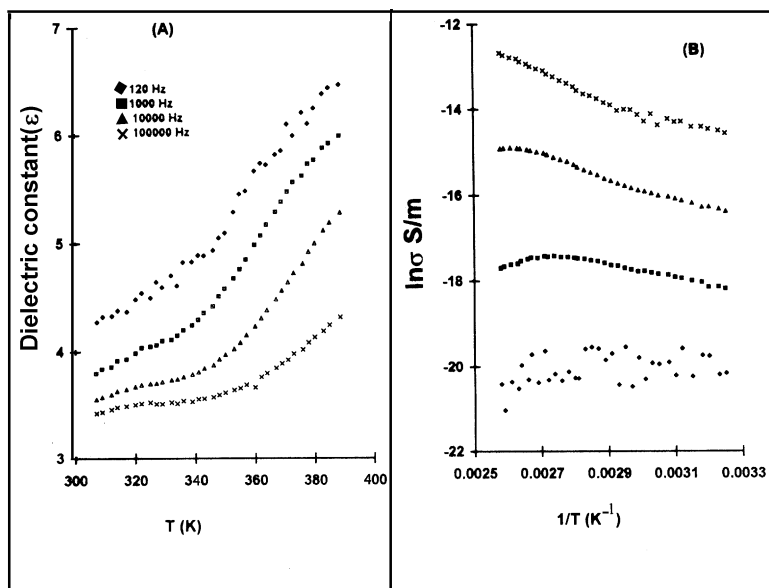 (A)
7
6
5
4
3
Dielectric constant(ε)
120 Hz
1000 Hz
10000 Hz
100000 Hz
300 320 340 360 380 400
T (K)
(B)
-12
-14
-16
-18
-20
-22
lnσ S/m
0.0025 0.0027 0.0029 0.0031 0.0033
1/T (K⁻¹)